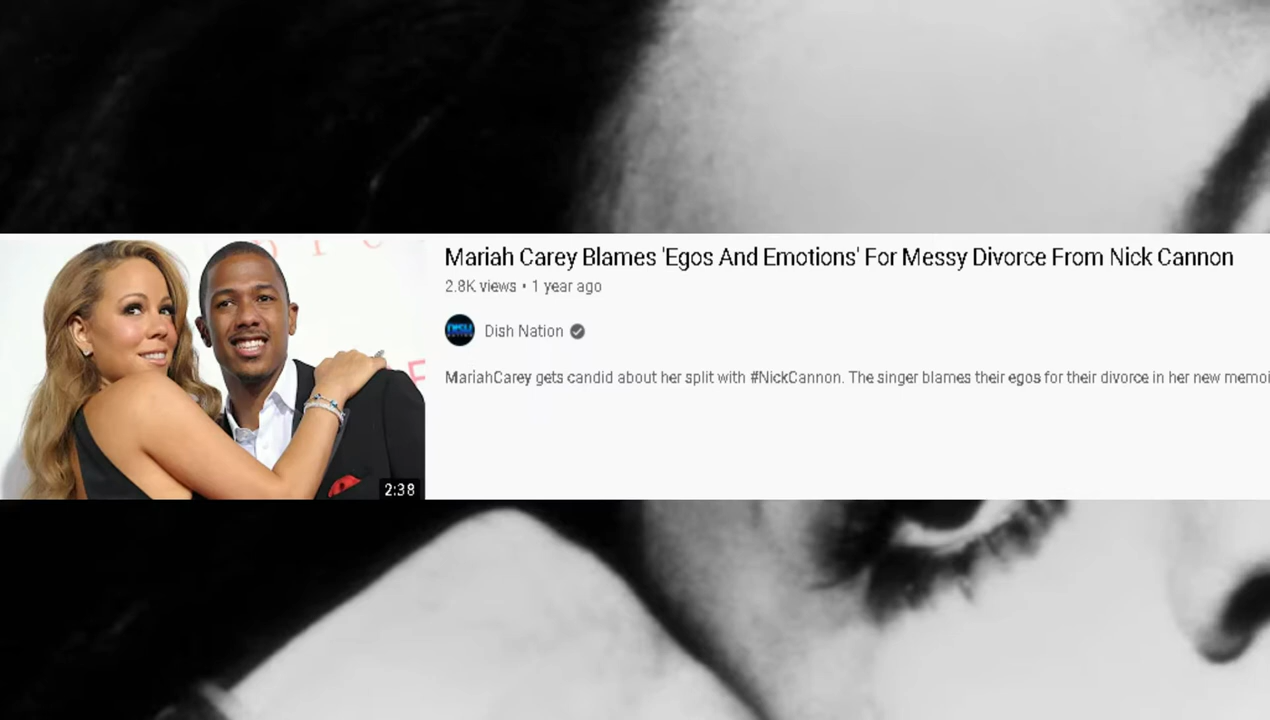 Mariah Carey Blames 'Egos And Emotions' For Messy Divorce From Nick Cannon
2.8K views • 1 year ago
DISH
Dish Nation
MariahCarey gets candid about her split with #NickCannon. The singer blames their egos for their divorce in her new memoi
2:38